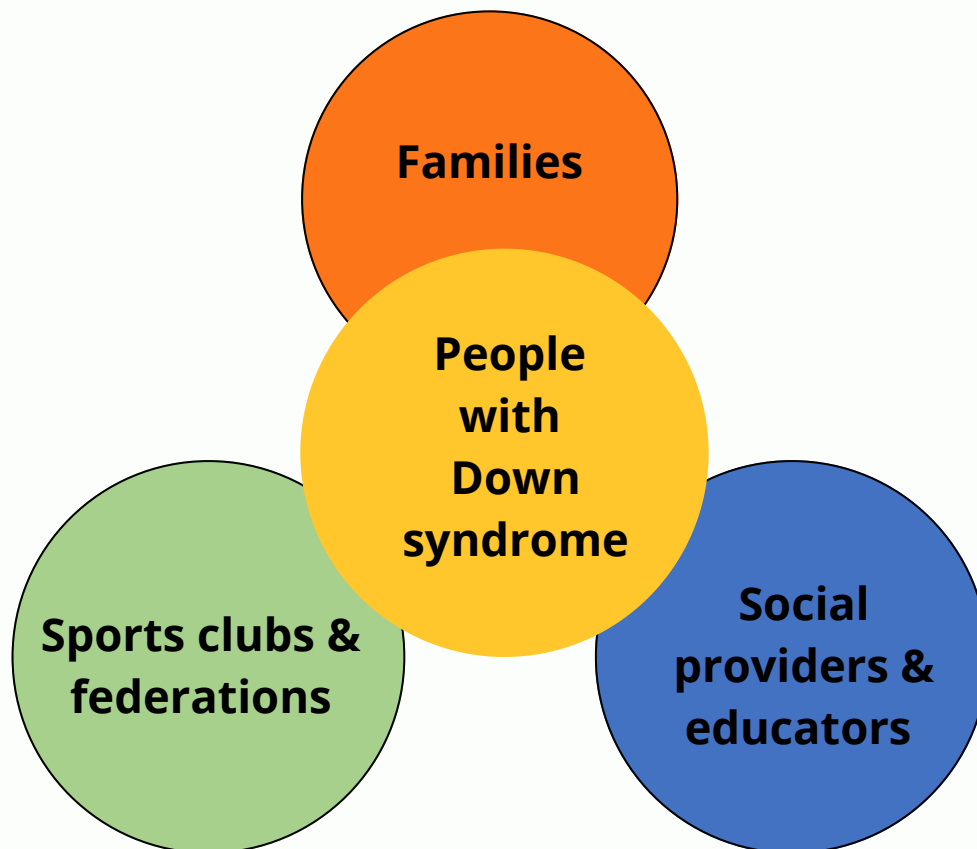 Families
People
with
Down
syndrome
Sports clubs &
federations
Social
providers &
educators